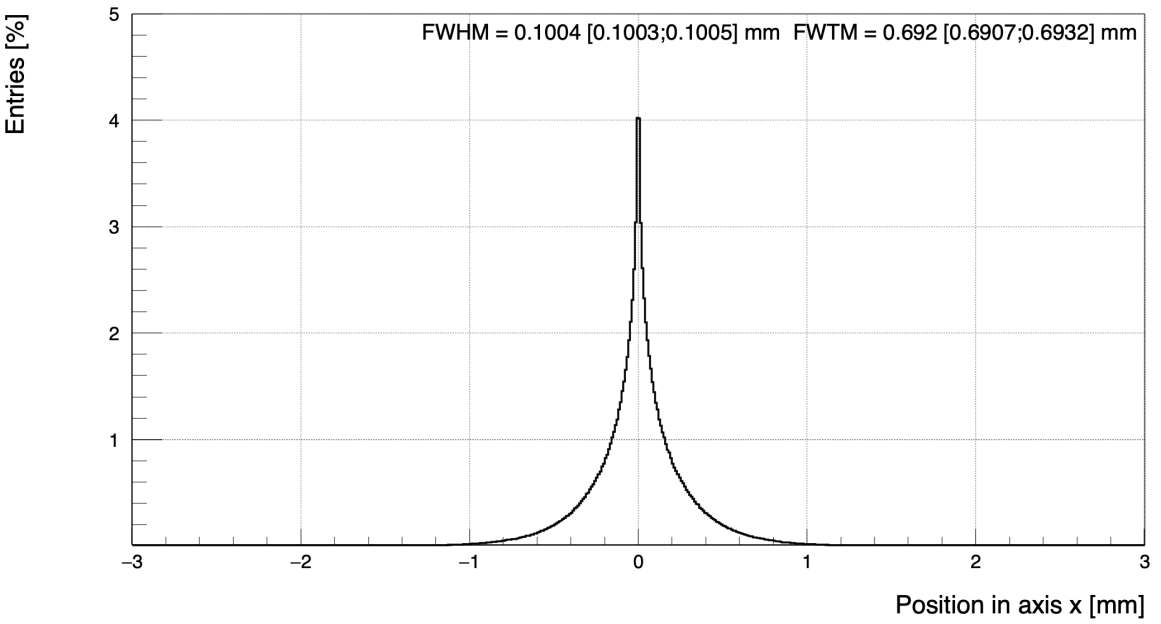 Entries [%]
FWHM = 0.1004 [0.1003;0.1005] mm FWTM = 0.692 [0.6907;0.6932] mm
5
4
3
2
1
−3 −2 −1 0 1 2 3
Position in axis x [mm]